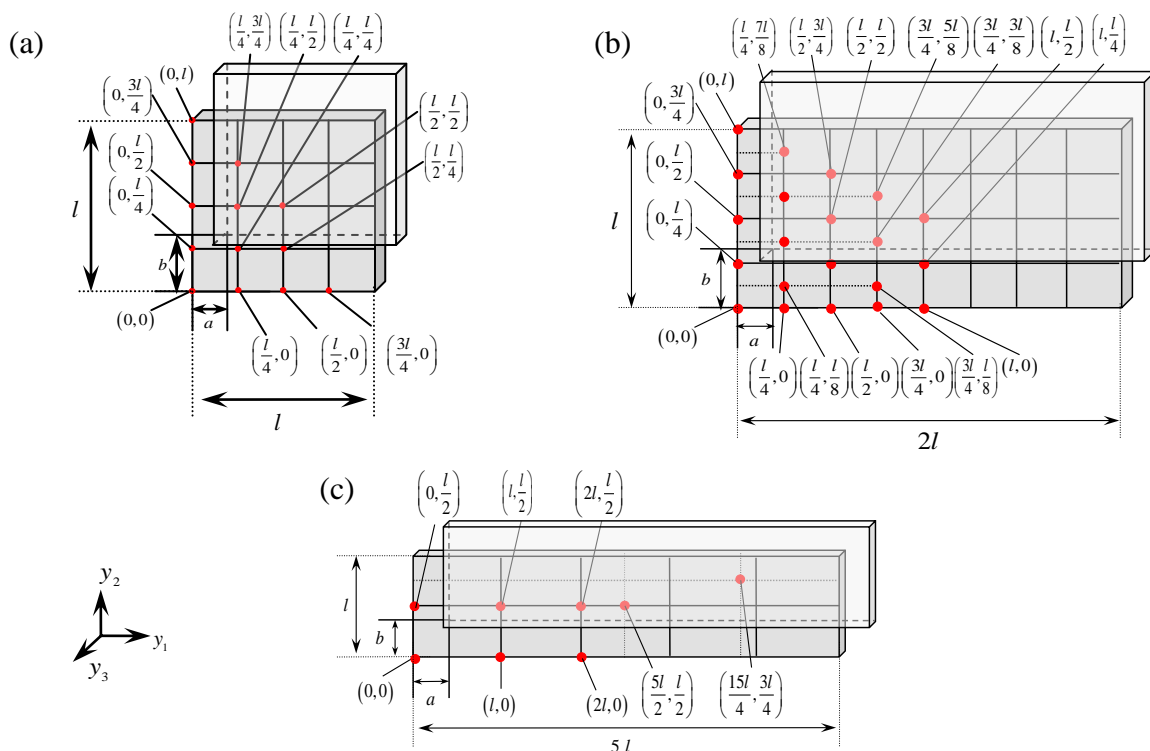 (a)
(l/4, 3l/4) (l/4, l/2) (l/4, l/4)
(0, l)
(0, 3l/4)
(0, l/2)
(0, l/4)
(l/2, l/2)
(l/2, l/4)
l
b
a
(0,0)
(l/4, 0) (l/2, 0) (3l/4, 0)
l
(b)
(l/4, 7l/8) (l/2, 3l/4) (l/2, l/2) (3l/4, 5l/8) (3l/4, 3l/8) (l, l/2) (l, l/4)
(0, l)
(0, 3l/4)
(0, l/2)
(0, l/4)
l
b
a
(0,0)
(l/4, 0) (l/4, l/8) (l/2, 0) (3l/4, 0) (3l/4, l/8) (l,0)
2l
(c)
(0, l/2) (l, l/2) (2l, l/2)
l
b
a
(0,0) (l,0) (2l,0) (5l/2, l/2) (15l/4, 3l/4)
5l
y₂
y₁
y₃